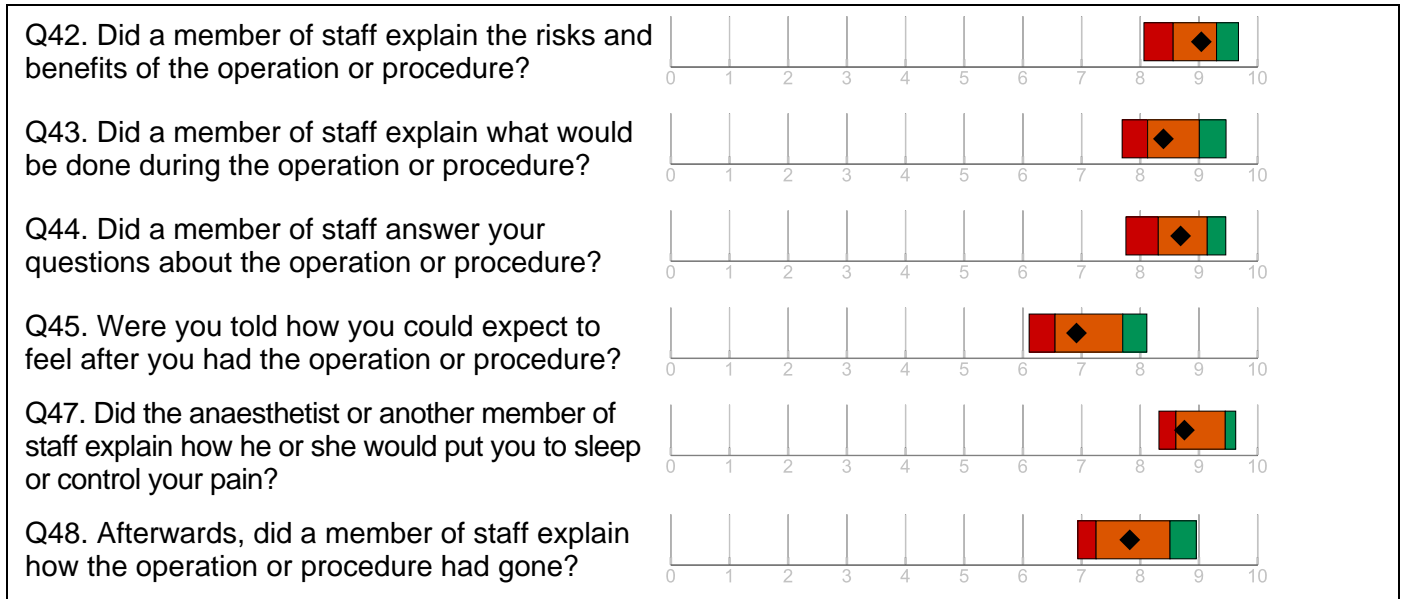 Q42. Did a member of staff explain the risks and
benefits of the operation or procedure?
0 1 2 3 4 5 6 7 8 9 10
Q43. Did a member of staff explain what would
be done during the operation or procedure?
0 1 2 3 4 5 6 7 8 9 10
Q44. Did a member of staff answer your
questions about the operation or procedure?
0 1 2 3 4 5 6 7 8 9 10
Q45. Were you told how you could expect to
feel after you had the operation or procedure?
0 1 2 3 4 5 6 7 8 9 10
Q47. Did the anaesthetist or another member of
staff explain how he or she would put you to sleep
or control your pain?
0 1 2 3 4 5 6 7 8 9 10
Q48. Afterwards, did a member of staff explain
how the operation or procedure had gone?
0 1 2 3 4 5 6 7 8 9 10